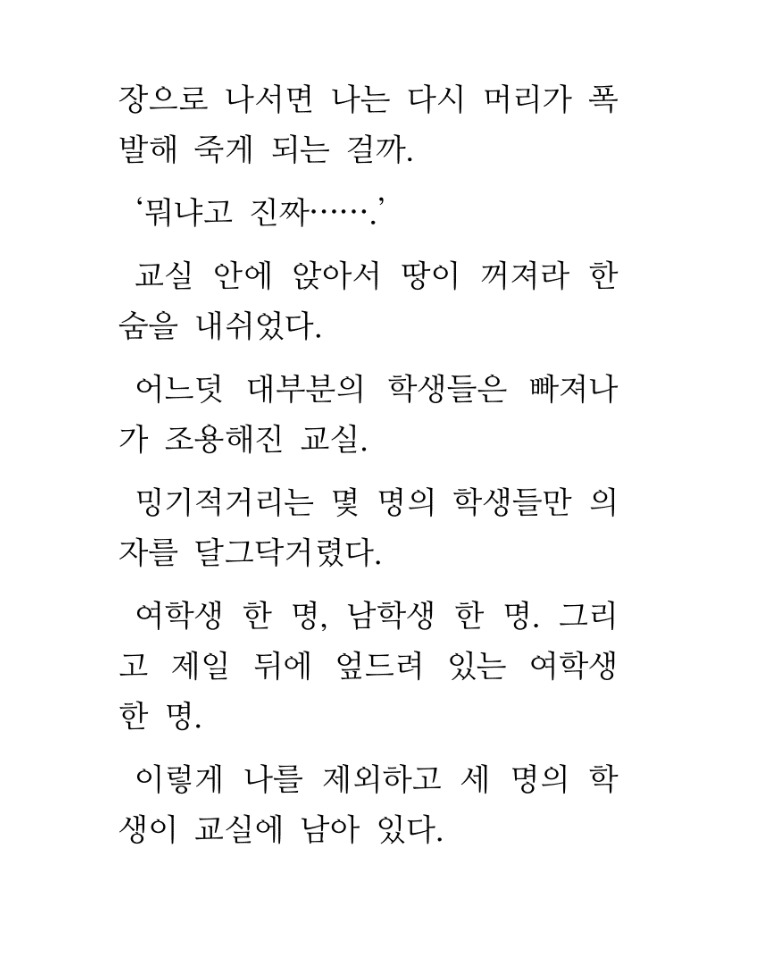 장으로 나서면 나는 다시 머리가 폭
발해 죽게 되는 걸까.
‘뭐냐고 진짜…….’
교실 안에 앉아서 땅이 꺼져라 한
숨을 내쉬었다.
어느덧 대부분의 학생들은 빠져나
가 조용해진 교실.
밍기적거리는 몇 명의 학생들만 의
자를 달그닥거렸다.
여학생 한 명, 남학생 한 명. 그리
고 제일 뒤에 엎드려 있는 여학생
한 명.
이렇게 나를 제외하고 세 명의 학
생이 교실에 남아 있다.